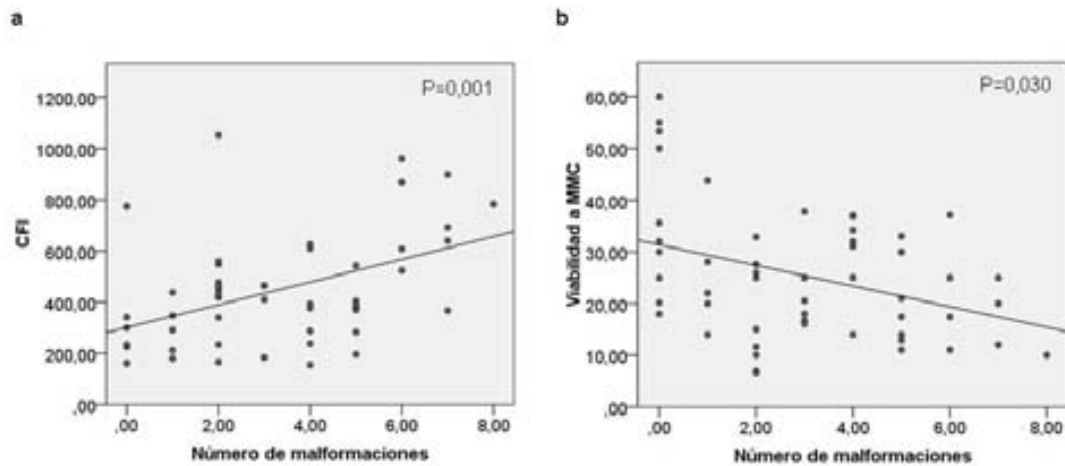 a
P=0,001
1200,00
1000,00
800,00
600,00
400,00
200,00
,00
CFI
,00 2,00 4,00 6,00 8,00
Número de malformaciones
b
P=0,030
60,00
50,00
40,00
30,00
20,00
10,00
,00
Viabilidad a MMC
,00 2,00 4,00 6,00 8,00
Número de malformaciones